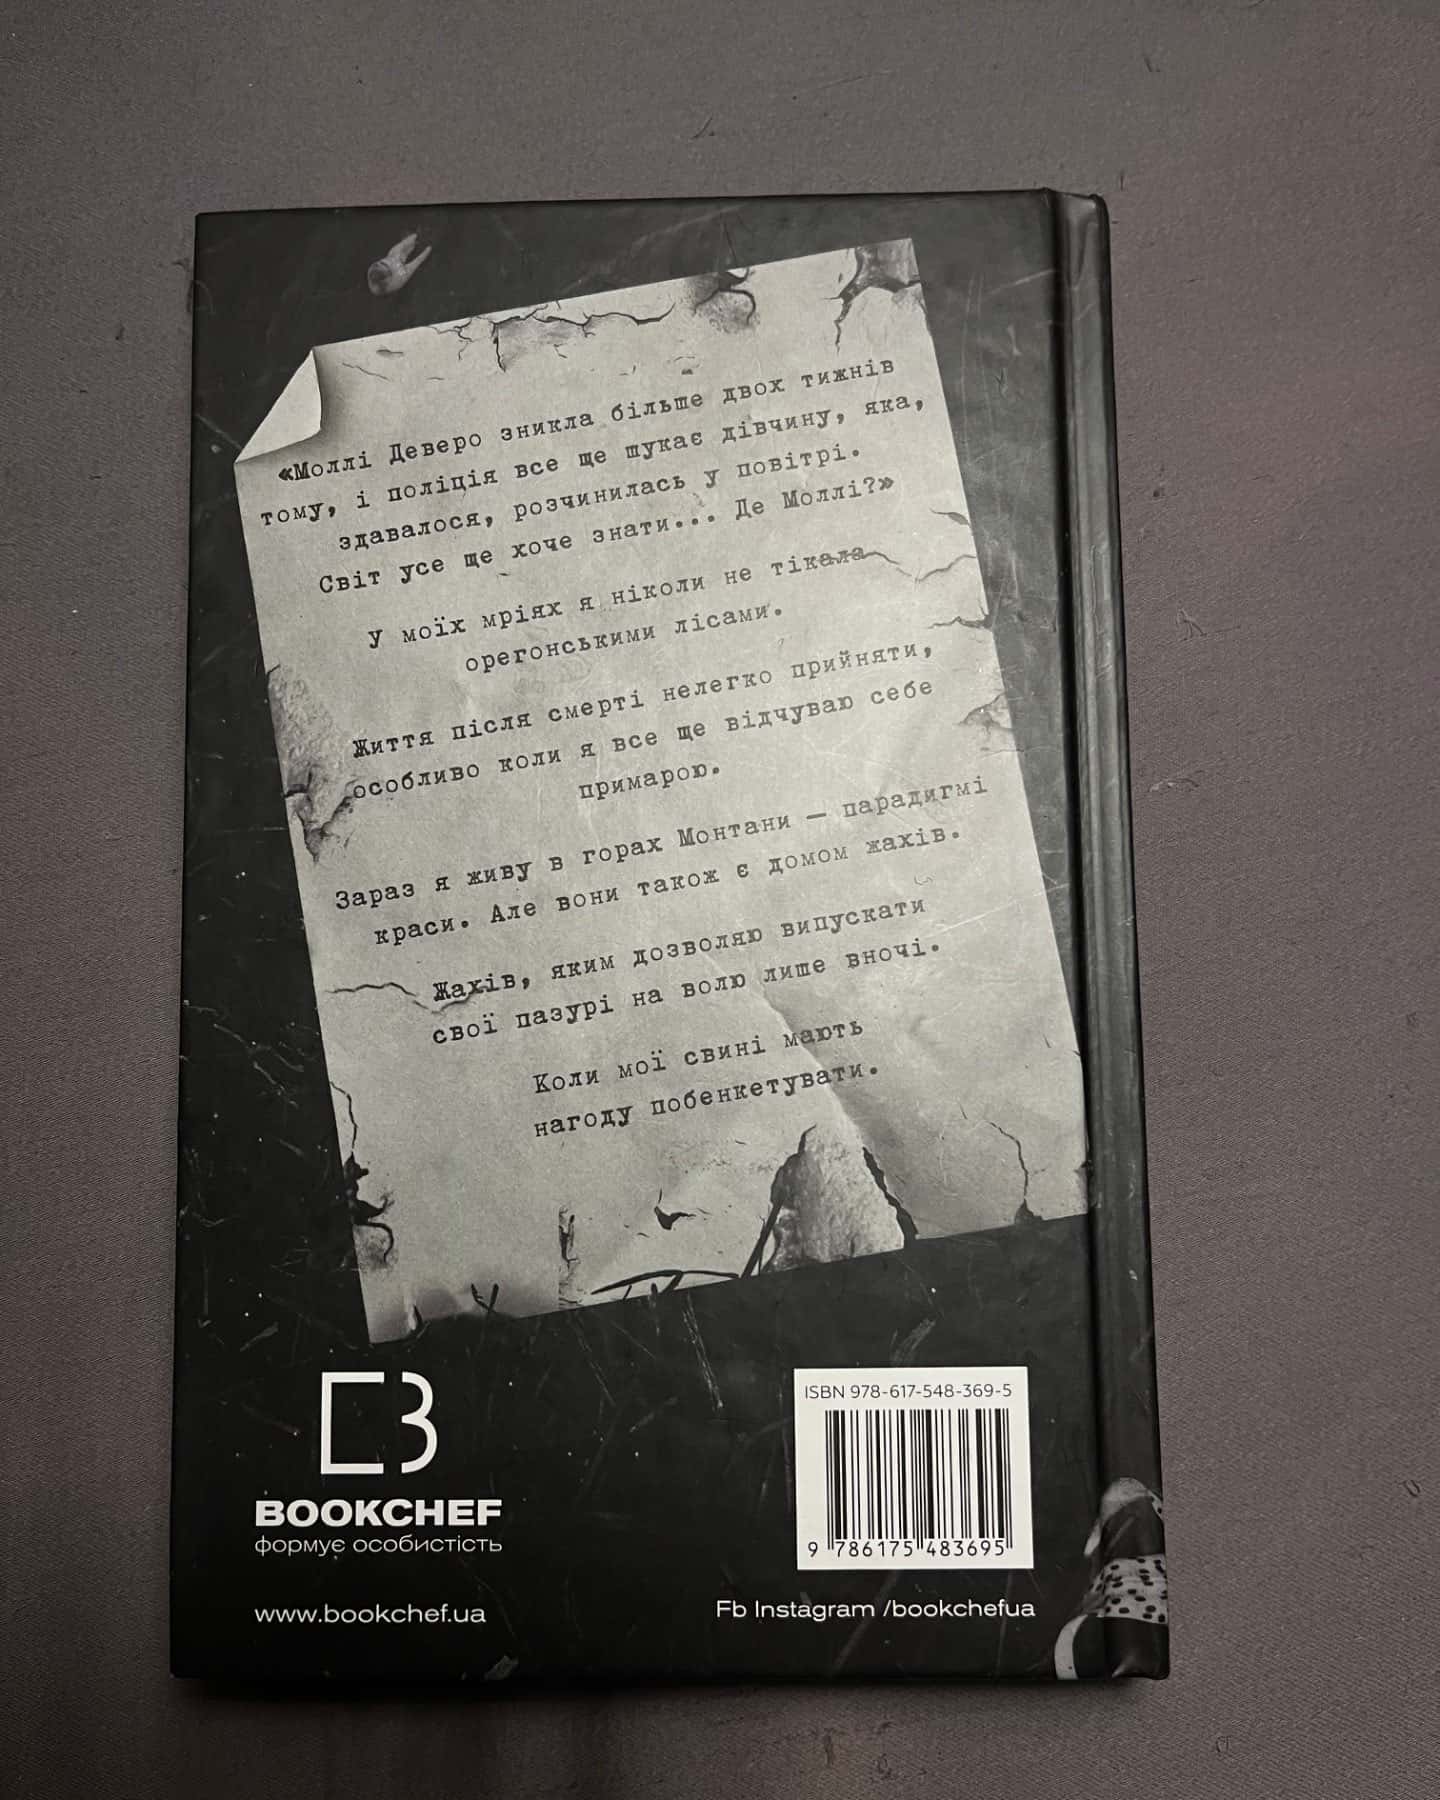 «Моллі Деверо зникла більше двох тижнів
тому, і поліція все ще шукає дівчину, яка,
здавалося, розчинилась у повітрі.
Світ усе ще хоче знати... Де Моллі?»
У моїх мріях я ніколи не тікала
орегонськими лісами.
Життя після смерті нелегко прийняти,
особливо коли я все ще відчуваю себе
примарою.
Зараз я живу в горах Монтани — парадигмі
краси. Але вони також є домом жахів.
Жахів, яким дозволяю випускати
свої пазурі на волю лише вночі.
Коли мої свині мають
нагоду побенкетувати.
BOOKCHEF
формує особистість
www.bookchef.ua
ISBN 978-617-548-369-5
9 786175 483695
Fb Instagram /bookchefua